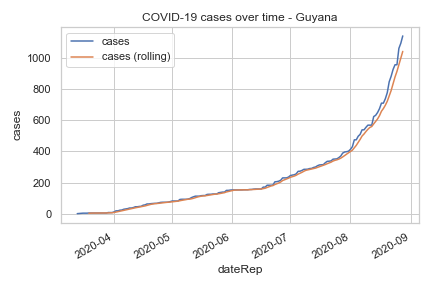 COVID-19 cases over time - Guyana
cases
cases (rolling)
1000
800
600
400
200
0
cases
2020-04
2020-05
2020-06
2020-07
2020-08
2020-09
dateRep